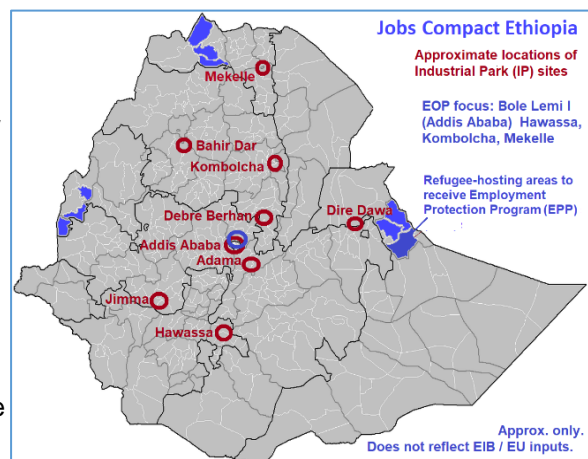 Jobs Compact Ethiopia
Approximate locations of
Industrial Park (IP) sites
Mekelle
EOP focus: Bole Lemi I
(Addis Ababa) Hawassa,
Kombolcha, Mekelle
Bahir Dar
Kombolcha
Refugee-hosting areas to
receive Employment
Protection Program (EPP)
Debre Berhan
Dire Dawa
Addis Ababa
Adama
Jimma
Hawassa
Approx. only.
Does not reflect EIB / EU inputs.